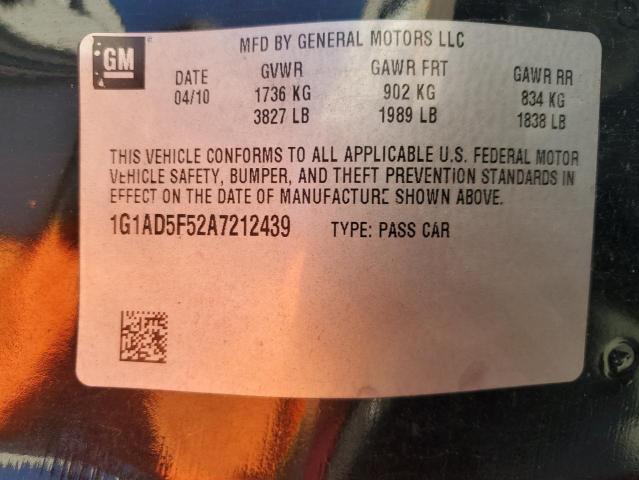 GM
MFD BY GENERAL MOTORS LLC
DATE GVWR GAWR FRT GAWR RR
04/10 1736 KG 902 KG 834 KG
3827 LB 1989 LB 1838 LB
THIS VEHICLE CONFORMS TO ALL APPLICABLE U.S. FEDERAL MOTOR
VEHICLE SAFETY, BUMPER, AND THEFT PREVENTION STANDARDS IN
EFFECT ON THE DATE OF MANUFACTURE SHOWN ABOVE.
1G1AD5F52A7212439 TYPE: PASS CAR